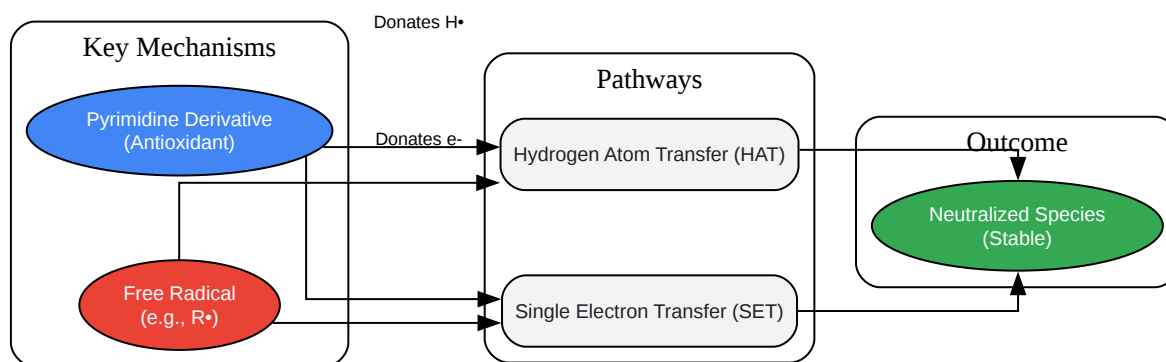 Donates H•
Key Mechanisms
Pyrimidine Derivative
(Antioxidant)
Free Radical
(e.g., R•)
Donates e-
Pathways
Hydrogen Atom Transfer (HAT)
Single Electron Transfer (SET)
Outcome
Neutralized Species
(Stable)